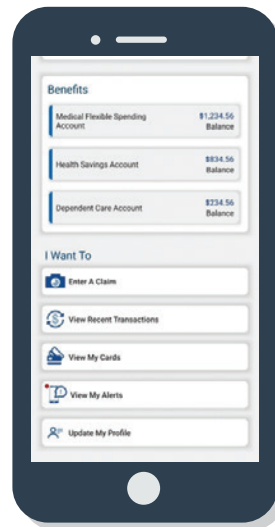 Benefits
Medical Flexible Spending
Account
$1,234.56
Balance
Health Savings Account
$834.56
Balance
Dependent Care Account
$234.56
Balance
I Want To
Enter A Claim
View Recent Transactions
View My Cards
View My Alerts
Update My Profile